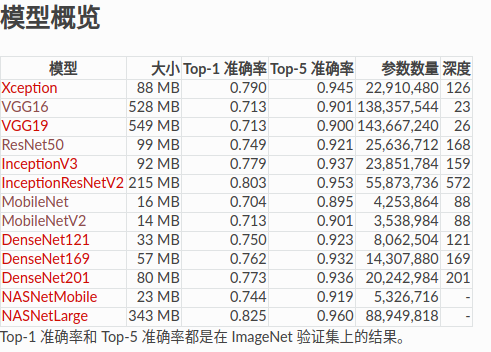 模型概览
模型 大小 Top-1 准确率 Top-5 准确率 参数数量 深度
Xception 88 MB 0.790 0.945 22,910,480 126
VGG16 528 MB 0.713 0.901 138,357,544 23
VGG19 549 MB 0.713 0.900 143,667,240 26
ResNet50 99 MB 0.749 0.921 25,636,712 168
InceptionV3 92 MB 0.779 0.937 23,851,784 159
InceptionResNetV2 215 MB 0.803 0.953 55,873,736 572
MobileNet 16 MB 0.704 0.895 4,253,864 88
MobileNetV2 14 MB 0.713 0.901 3,538,984 88
DenseNet121 33 MB 0.750 0.923 8,062,504 121
DenseNet169 57 MB 0.762 0.932 14,307,880 169
DenseNet201 80 MB 0.773 0.936 20,242,984 201
NASNetMobile 23 MB 0.744 0.919 5,326,716 -
NASNetLarge 343 MB 0.825 0.960 88,949,818 -
Top-1 准确率和 Top-5 准确率都是在 ImageNet 验证集上的结果。